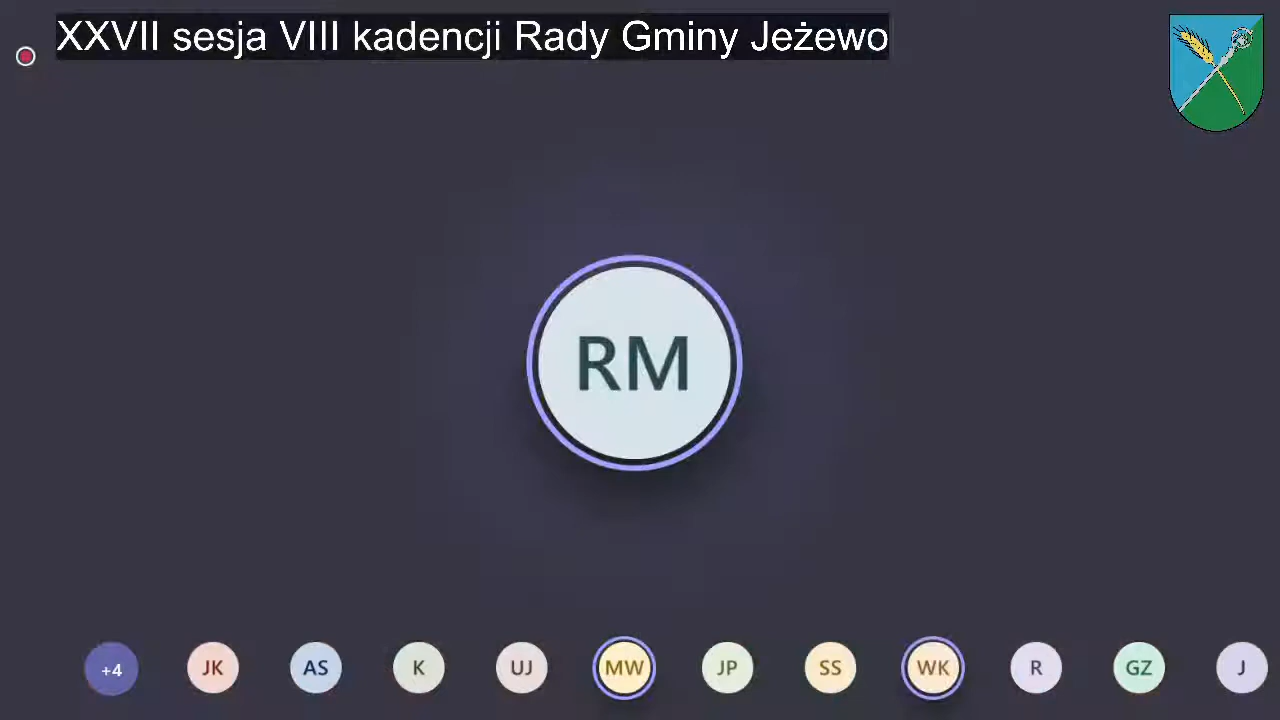 XXVII sesja VIII kadencji Rady Gminy Jeżewo
RM
+4 JK AS K UJ MW JP SS WK R GZ J